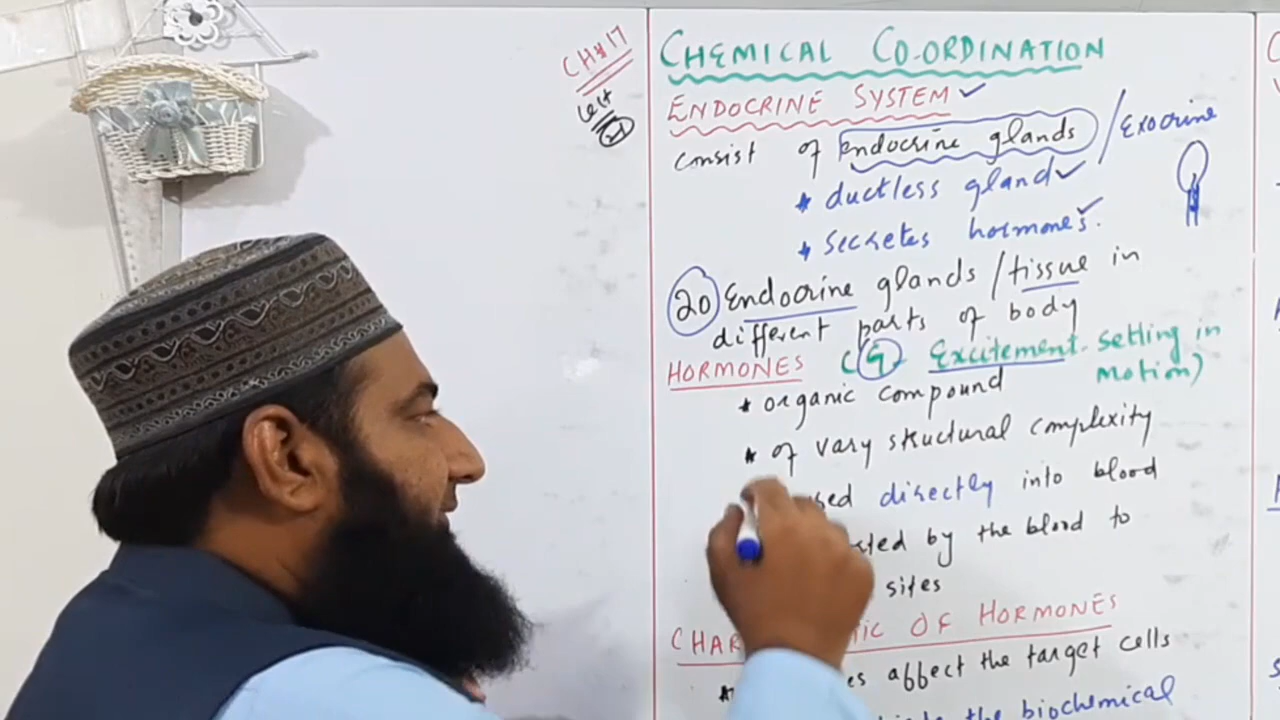 CH#17
Lect
21
CHEMICAL CO-ORDINATION
ENDOCRINE SYSTEM
consist of endocrine glands / Exocrine
* ductless gland
* secretes hormones.
20 Endocrine glands / tissue in
different parts of body
HORMONES (G- Excitement- setting in
motion)
* organic compound
* of vary structural complexity
sed directly into blood
ted by the blood to
sites
CHAR TIC OF HORMONES
* es affect the target cells
the biochemical